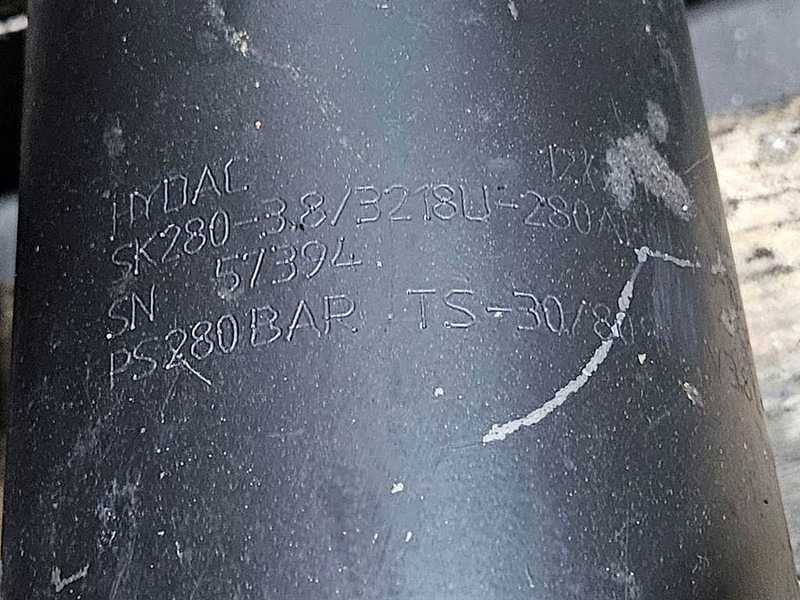 HYDAC
SK280-3.8/3218U-280A
SN 57394
PS280BAR TS-30/80